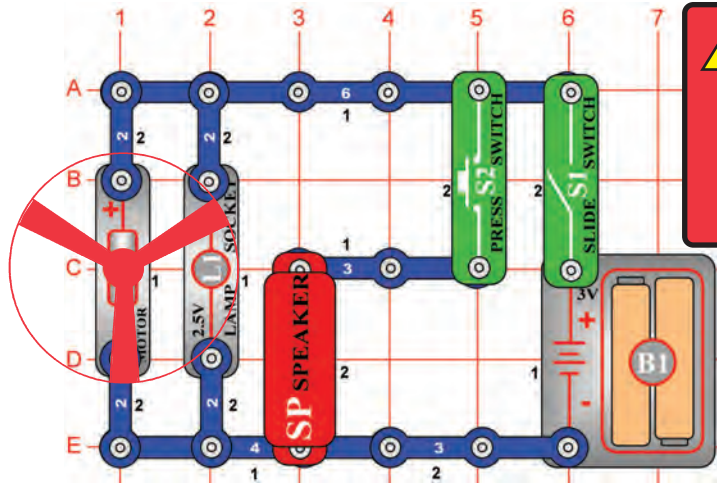 1 2 3 4 5 6 7
A
6
1
2 2
2 2
B
+
MOTOR
1
L1
2.5V
LAMP SOCKET
1
S2
PRESS SWITCH
2
S1
SLIDE SWITCH
2
C
1
3
3V
+
-
B1
1
D
SP SPEAKER
2
2 2
2 2
E
4
1
3
2